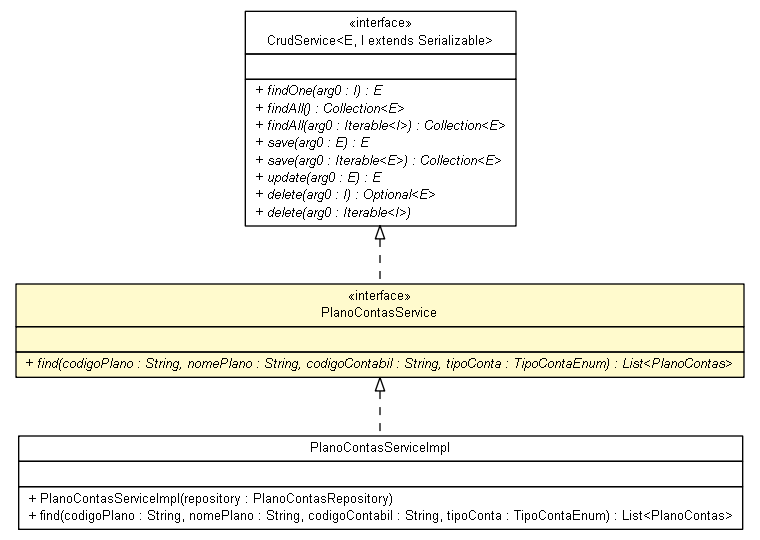 «interface»
CrudService<E, I extends Serializable>
+ findOne(arg0 : I) : E
+ findAll() : Collection<E>
+ findAll(arg0 : Iterable<I>) : Collection<E>
+ save(arg0 : E) : E
+ save(arg0 : Iterable<E>) : Collection<E>
+ update(arg0 : E) : E
+ delete(arg0 : I) : Optional<E>
+ delete(arg0 : Iterable<I>)
«interface»
PlanoContasService
+ find(codigoPlano : String, nomePlano : String, codigoContabil : String, tipoConta : TipoContaEnum) : List<PlanoContas>
PlanoContasServiceImpl
+ PlanoContasServiceImpl(repository : PlanoContasRepository)
+ find(codigoPlano : String, nomePlano : String, codigoContabil : String, tipoConta : TipoContaEnum) : List<PlanoContas>